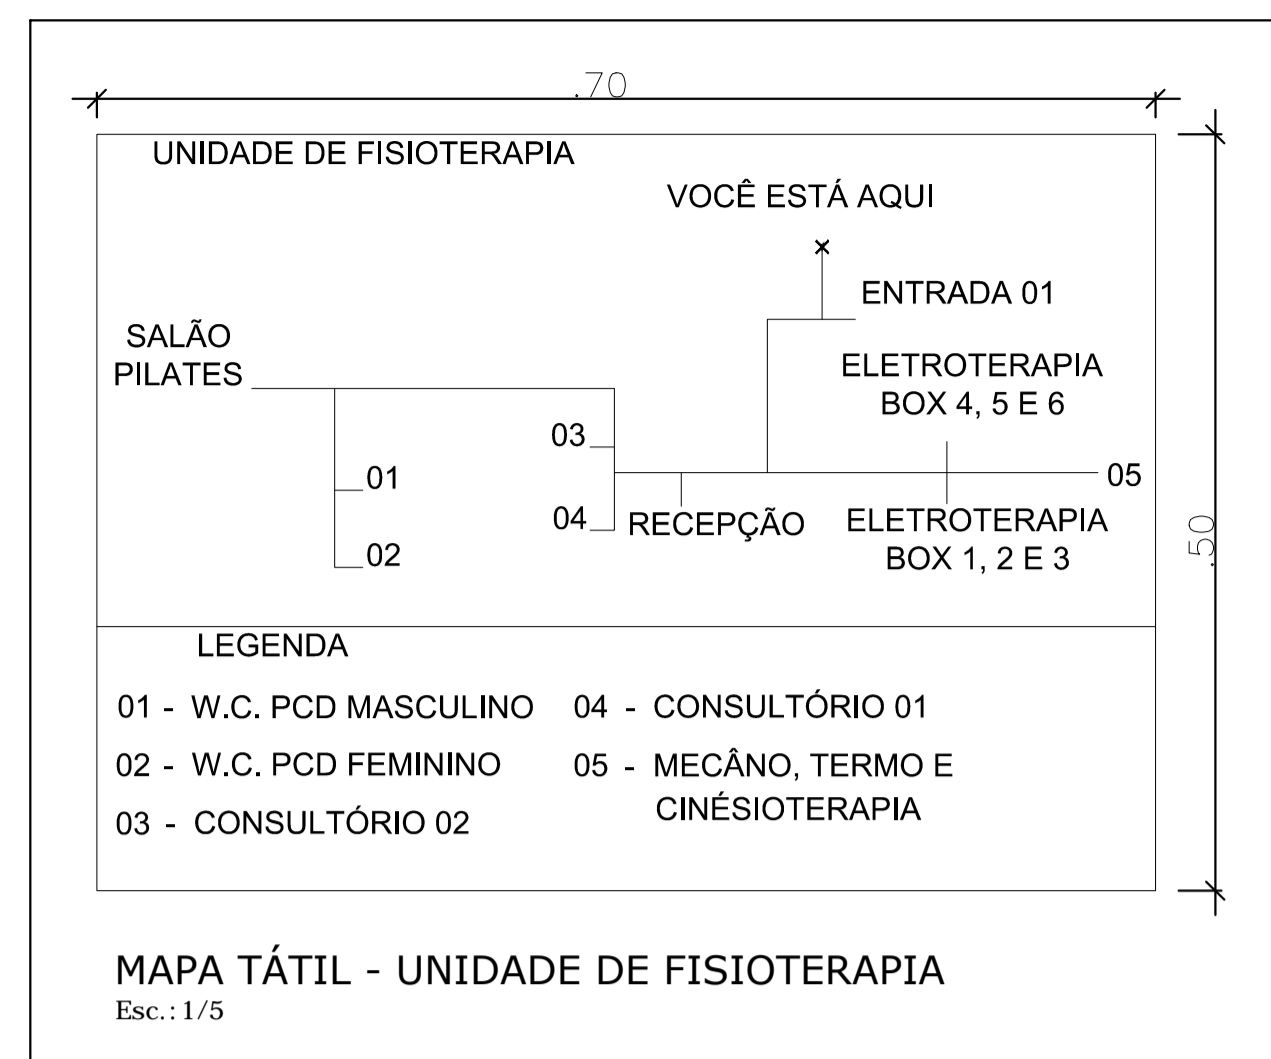 .70
UNIDADE DE FISIOTERAPIA
VOCÊ ESTÁ AQUI
ENTRADA 01
SALÃO
PILATES
ELETROTERAPIA
BOX 4, 5 E 6
03
01
05
04
RECEPÇÃO
ELETROTERAPIA
BOX 1, 2 E 3
02
.50
LEGENDA
01 - W.C. PCD MASCULINO
02 - W.C. PCD FEMININO
03 - CONSULTÓRIO 02
04 - CONSULTÓRIO 01
05 - MECÂNO, TERMO E
CINÉSIOTERAPIA
MAPA TÁTIL - UNIDADE DE FISIOTERAPIA
Esc.: 1/5